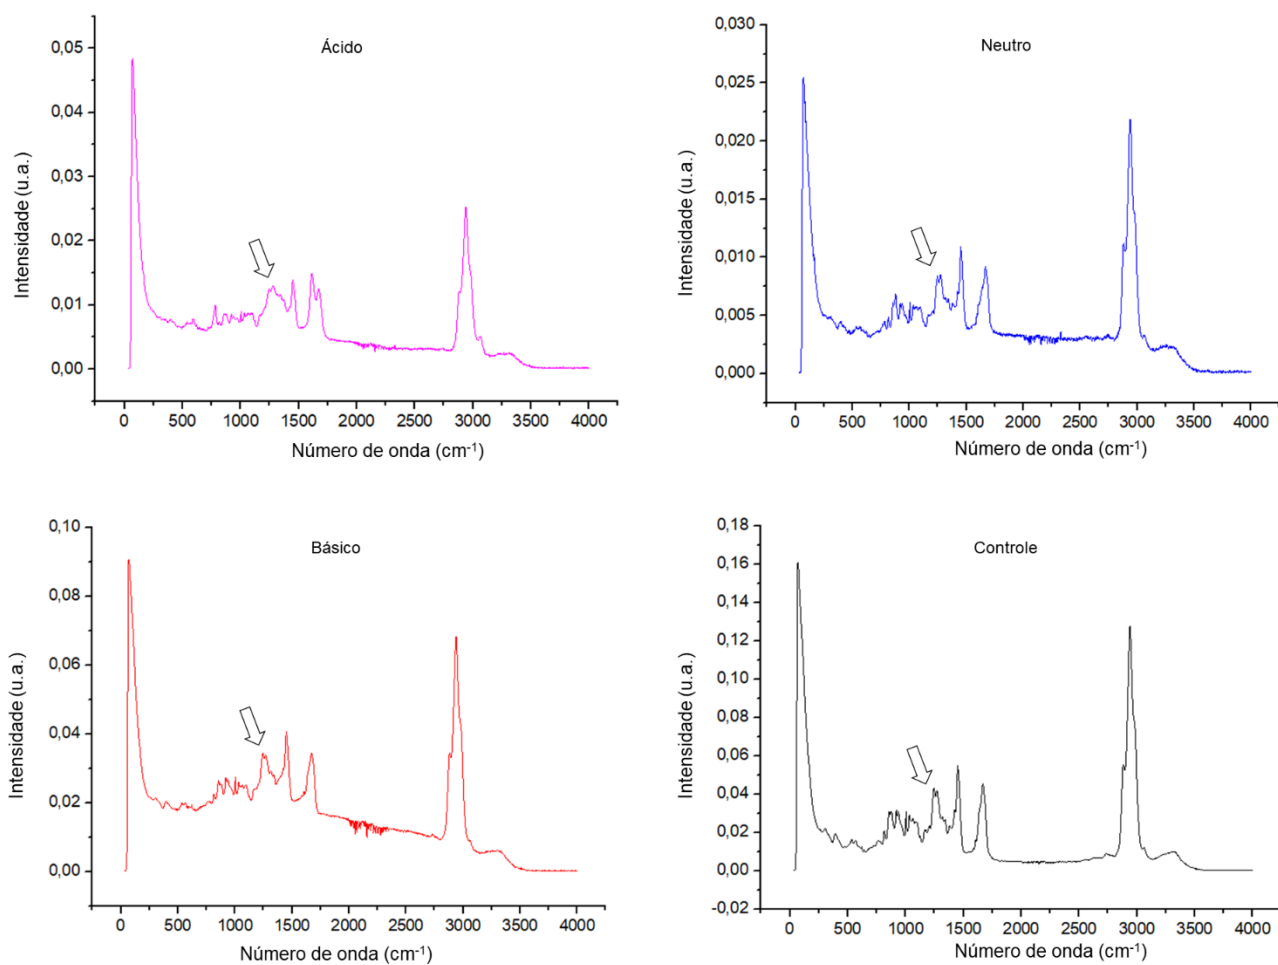 Ácido
Intensidade (u.a.)
0,05
0,04
0,03
0,02
0,01
0,00
0 500 1000 1500 2000 2500 3000 3500 4000
Número de onda (cm⁻¹)
Neutro
Intensidade (u.a.)
0,030
0,025
0,020
0,015
0,010
0,005
0,000
0 500 1000 1500 2000 2500 3000 3500 4000
Número de onda (cm⁻¹)
Básico
Intensidade (u.a.)
0,10
0,08
0,06
0,04
0,02
0,00
0 500 1000 1500 2000 2500 3000 3500 4000
Número de onda (cm⁻¹)
Controle
Intensidade (u.a.)
0,18
0,16
0,14
0,12
0,10
0,08
0,06
0,04
0,02
0,00
-0,02
0 500 1000 1500 2000 2500 3000 3500 4000
Número de onda (cm⁻¹)